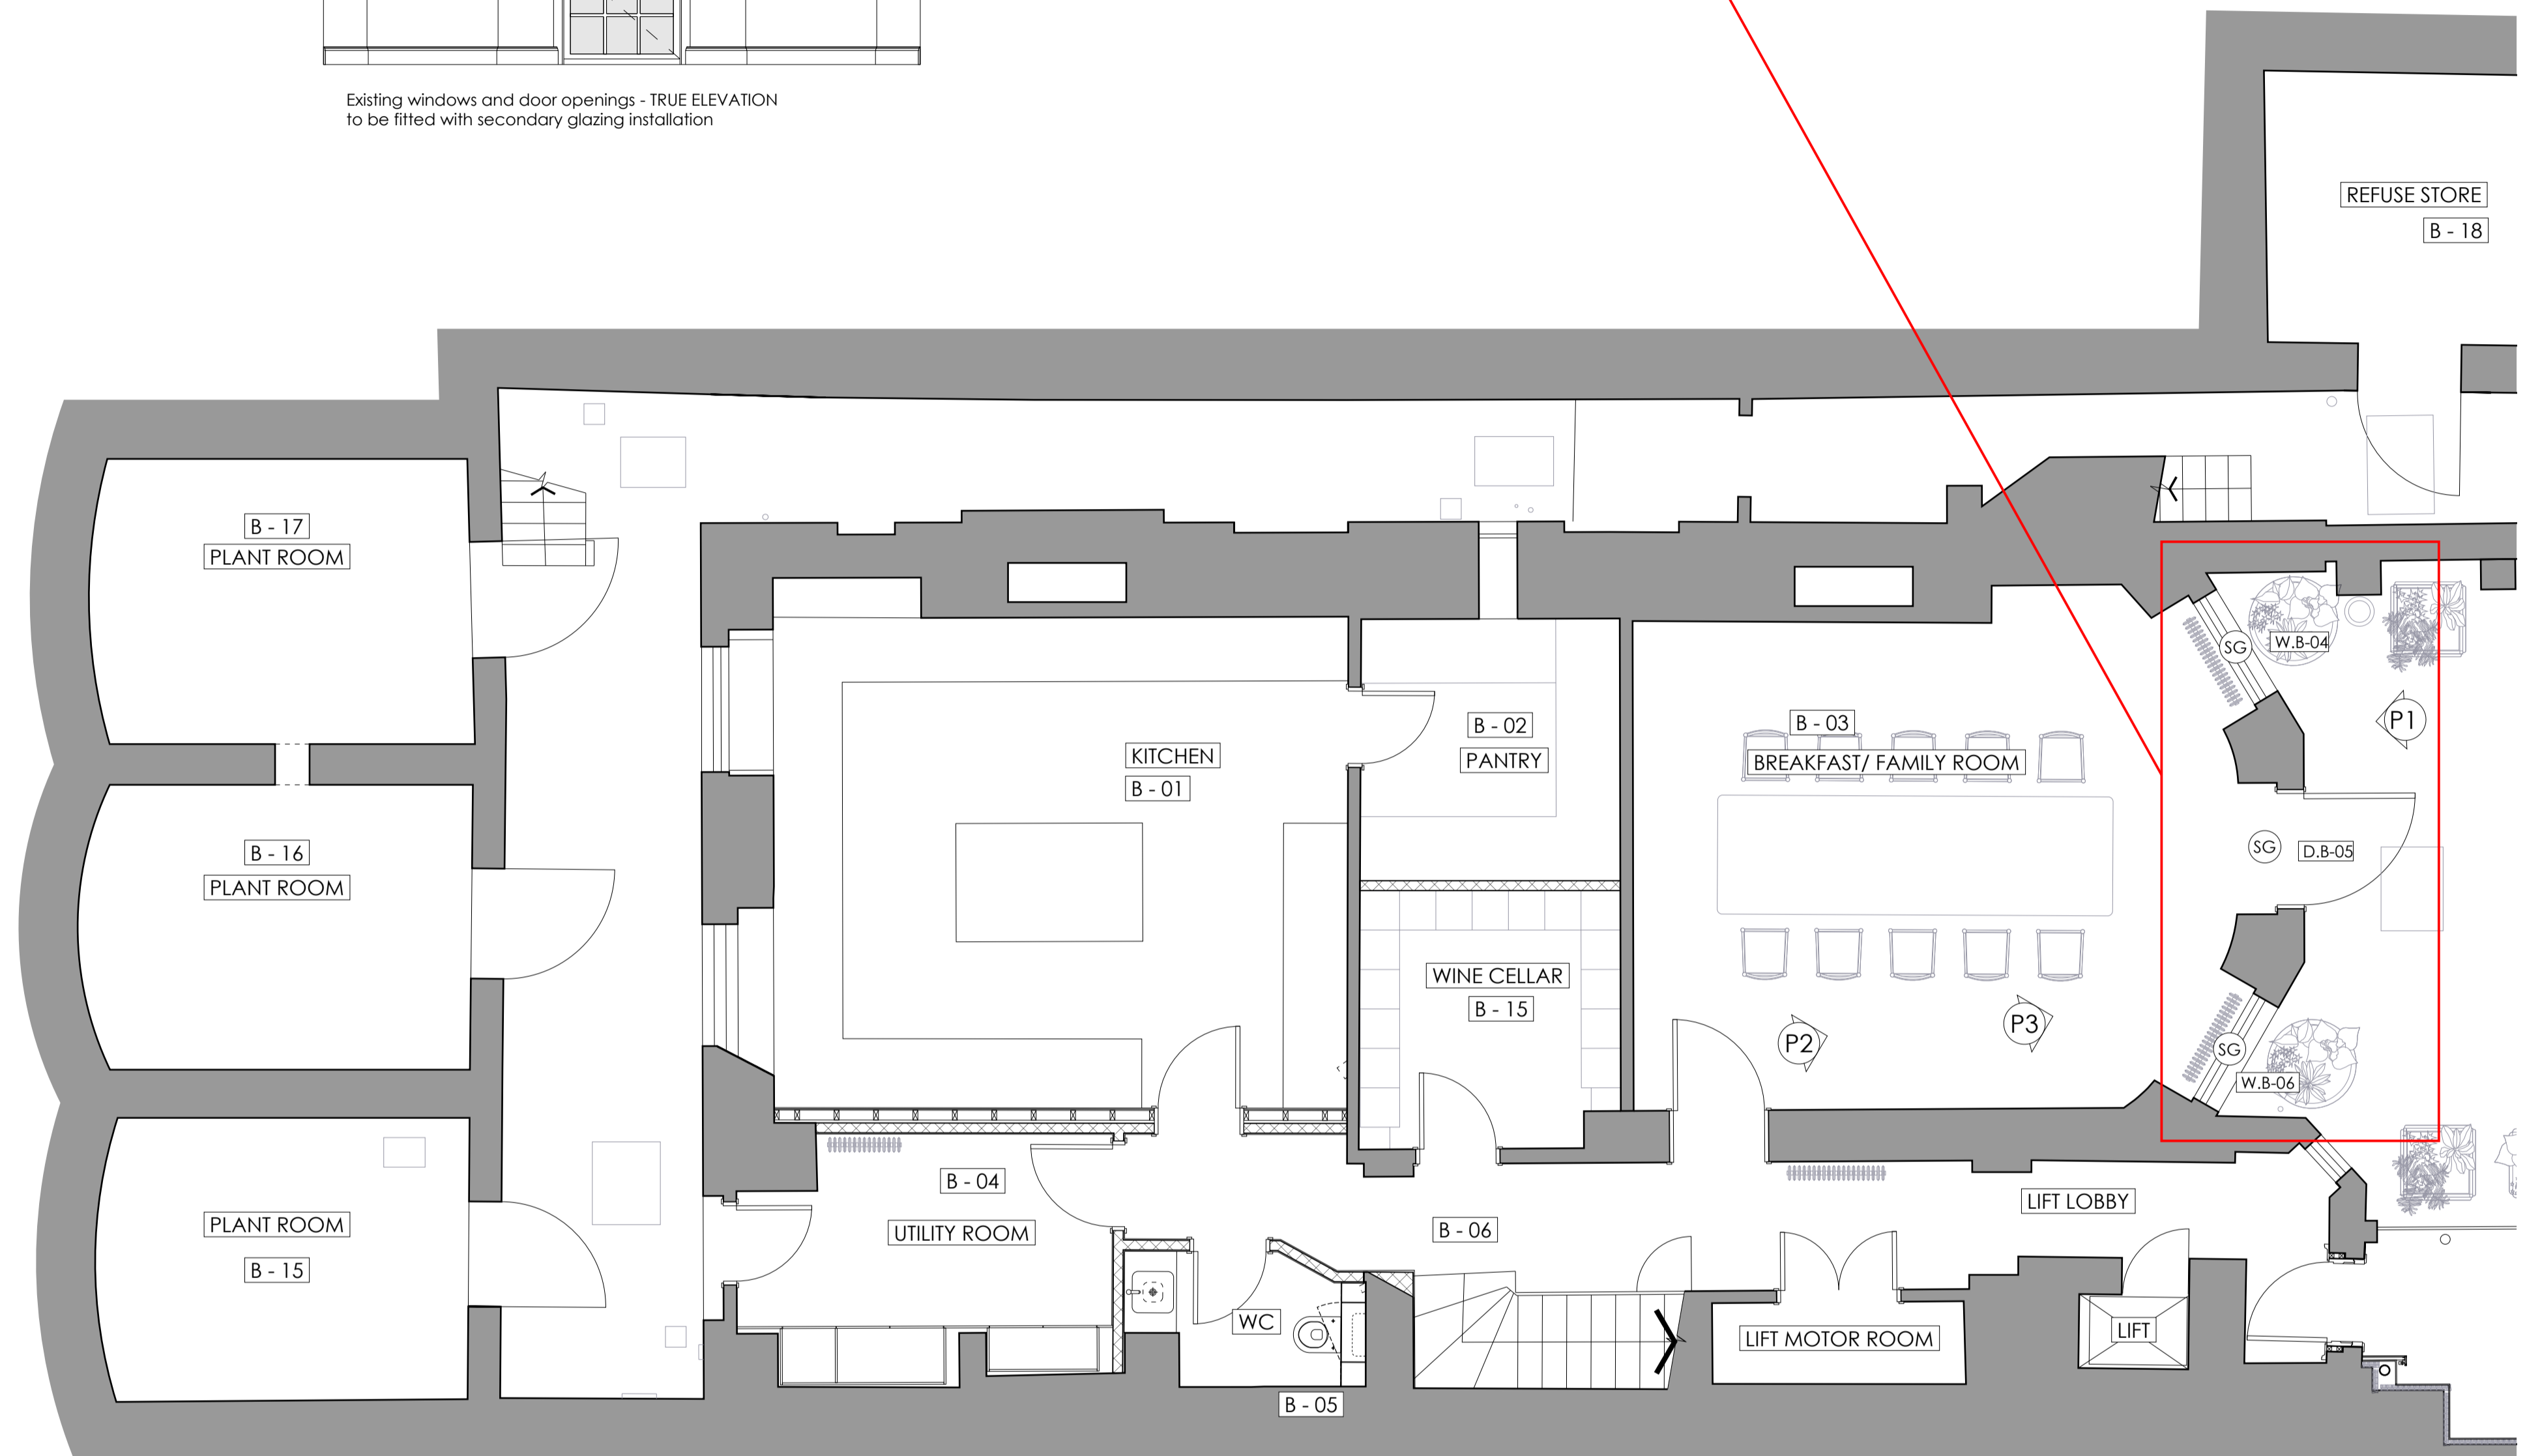 Existing windows and door openings - TRUE ELEVATION
to be fitted with secondary glazing installation
REFUSE STORE
B - 18
B - 17
PLANT ROOM
B - 16
PLANT ROOM
PLANT ROOM
B - 15
KITCHEN
B - 01
B - 02
PANTRY
WINE CELLAR
B - 15
B - 03
BREAKFAST/ FAMILY ROOM
P2
P3
SG
W.B-04
P1
SG
D.B-05
SG
W.B-06
B - 04
UTILITY ROOM
WC
B - 05
B - 06
LIFT LOBBY
LIFT MOTOR ROOM
LIFT